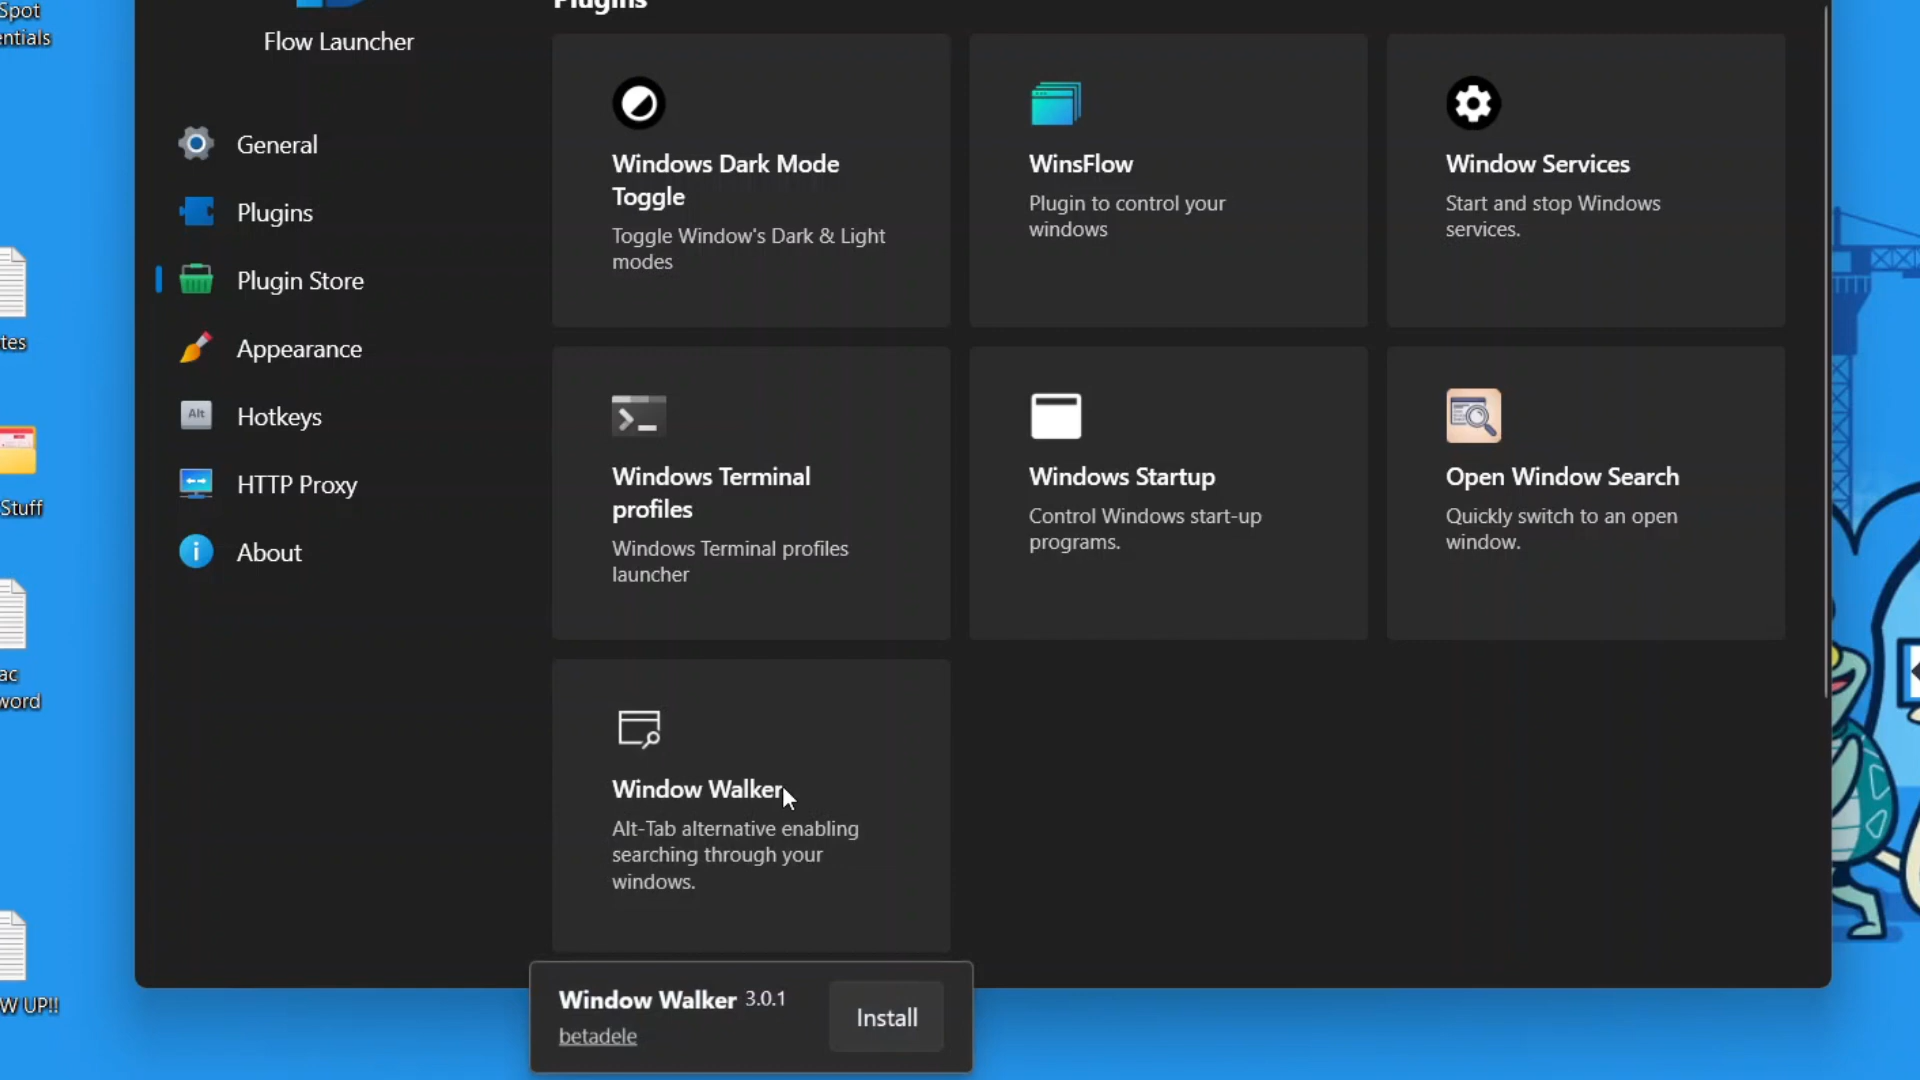 Spot
entials
tes
Stuff
ac
word
W UP!!
Flow Launcher
General
Plugins
Plugin Store
Alt
Appearance
Hotkeys
HTTP Proxy
About
Plugins
Windows Dark Mode
Toggle
Toggle Window's Dark & Light
modes
WinsFlow
Plugin to control your
windows
Window Services
Start and stop Windows
services.
Windows Terminal
profiles
Windows Terminal profiles
launcher
Windows Startup
Control Windows start-up
programs.
Open Window Search
Quickly switch to an open
window.
Window Walker
Alt-Tab alternative enabling
searching through your
windows.
Window Walker 3.0.1
betadele
Install